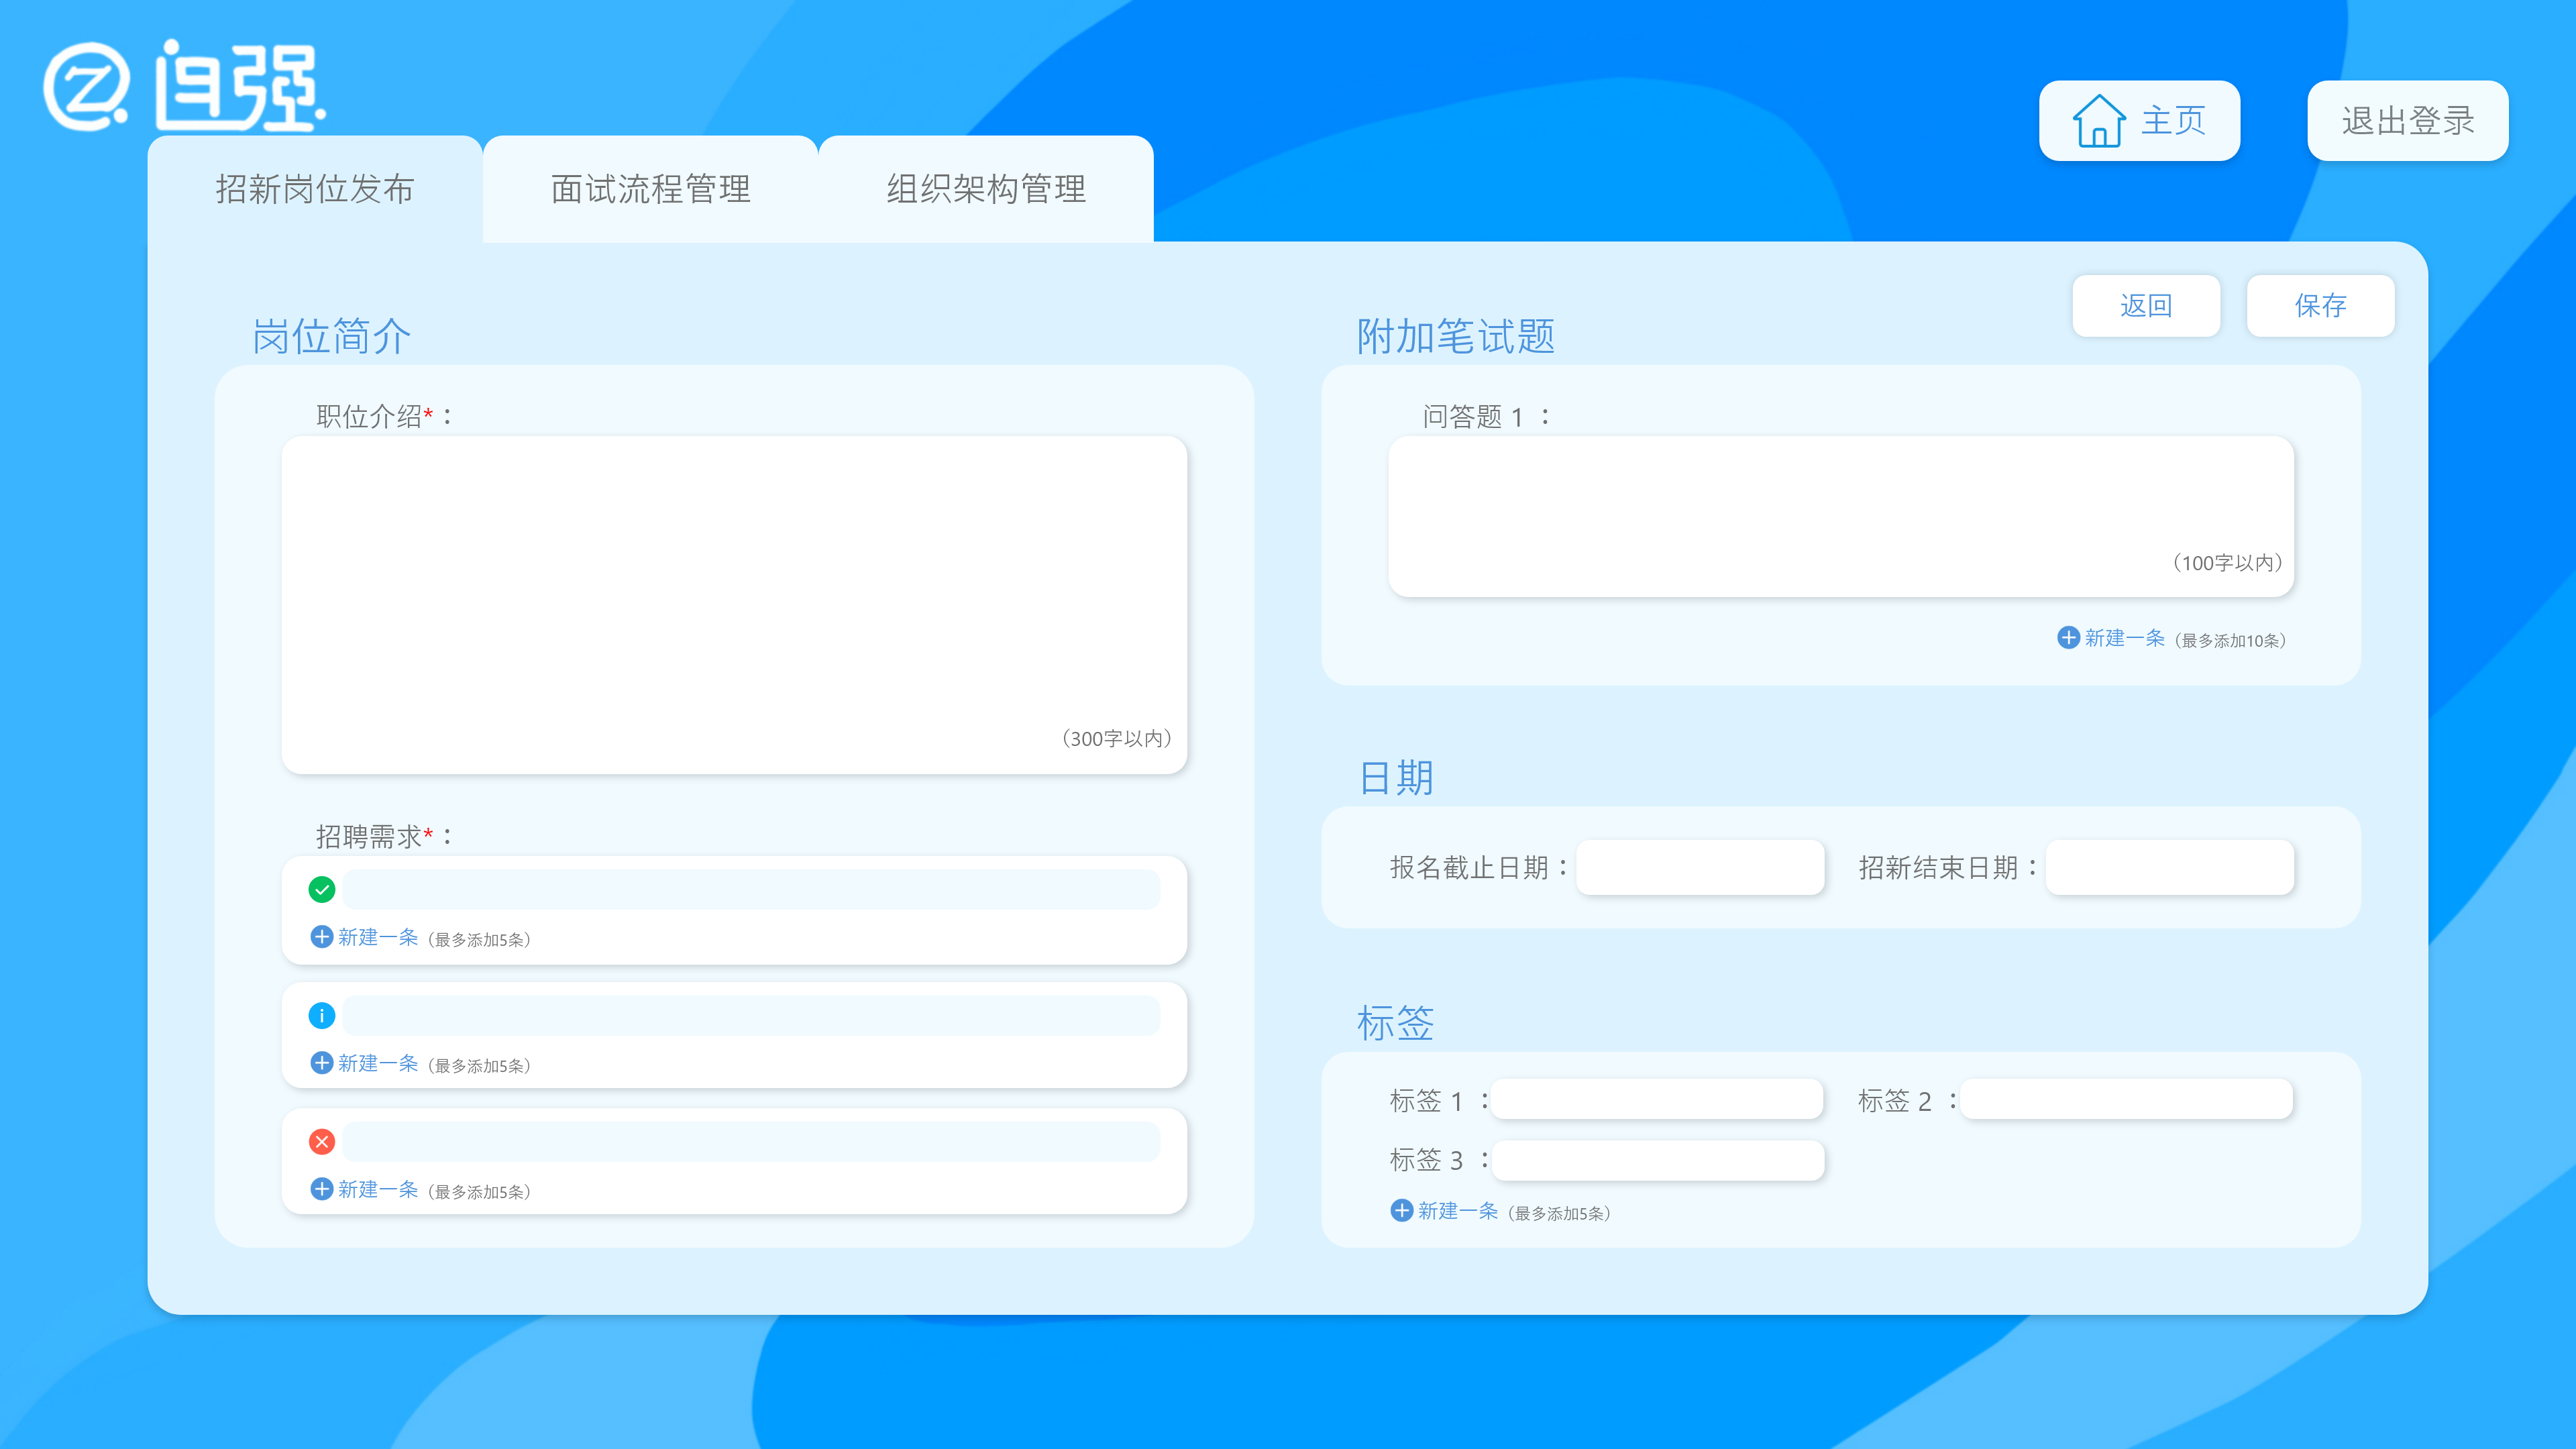 自强
主页
退出登录
招新岗位发布
面试流程管理
组织架构管理
返回
保存
岗位简介
职位介绍*：
（300字以内）
招聘需求*：
新建一条（最多添加5条）
新建一条（最多添加5条）
新建一条（最多添加5条）
附加笔试题
问答题 1 ：
（100字以内）
新建一条（最多添加10条）
日期
报名截止日期：
招新结束日期：
标签
标签 1 ：
标签 2 ：
标签 3 ：
新建一条（最多添加5条）